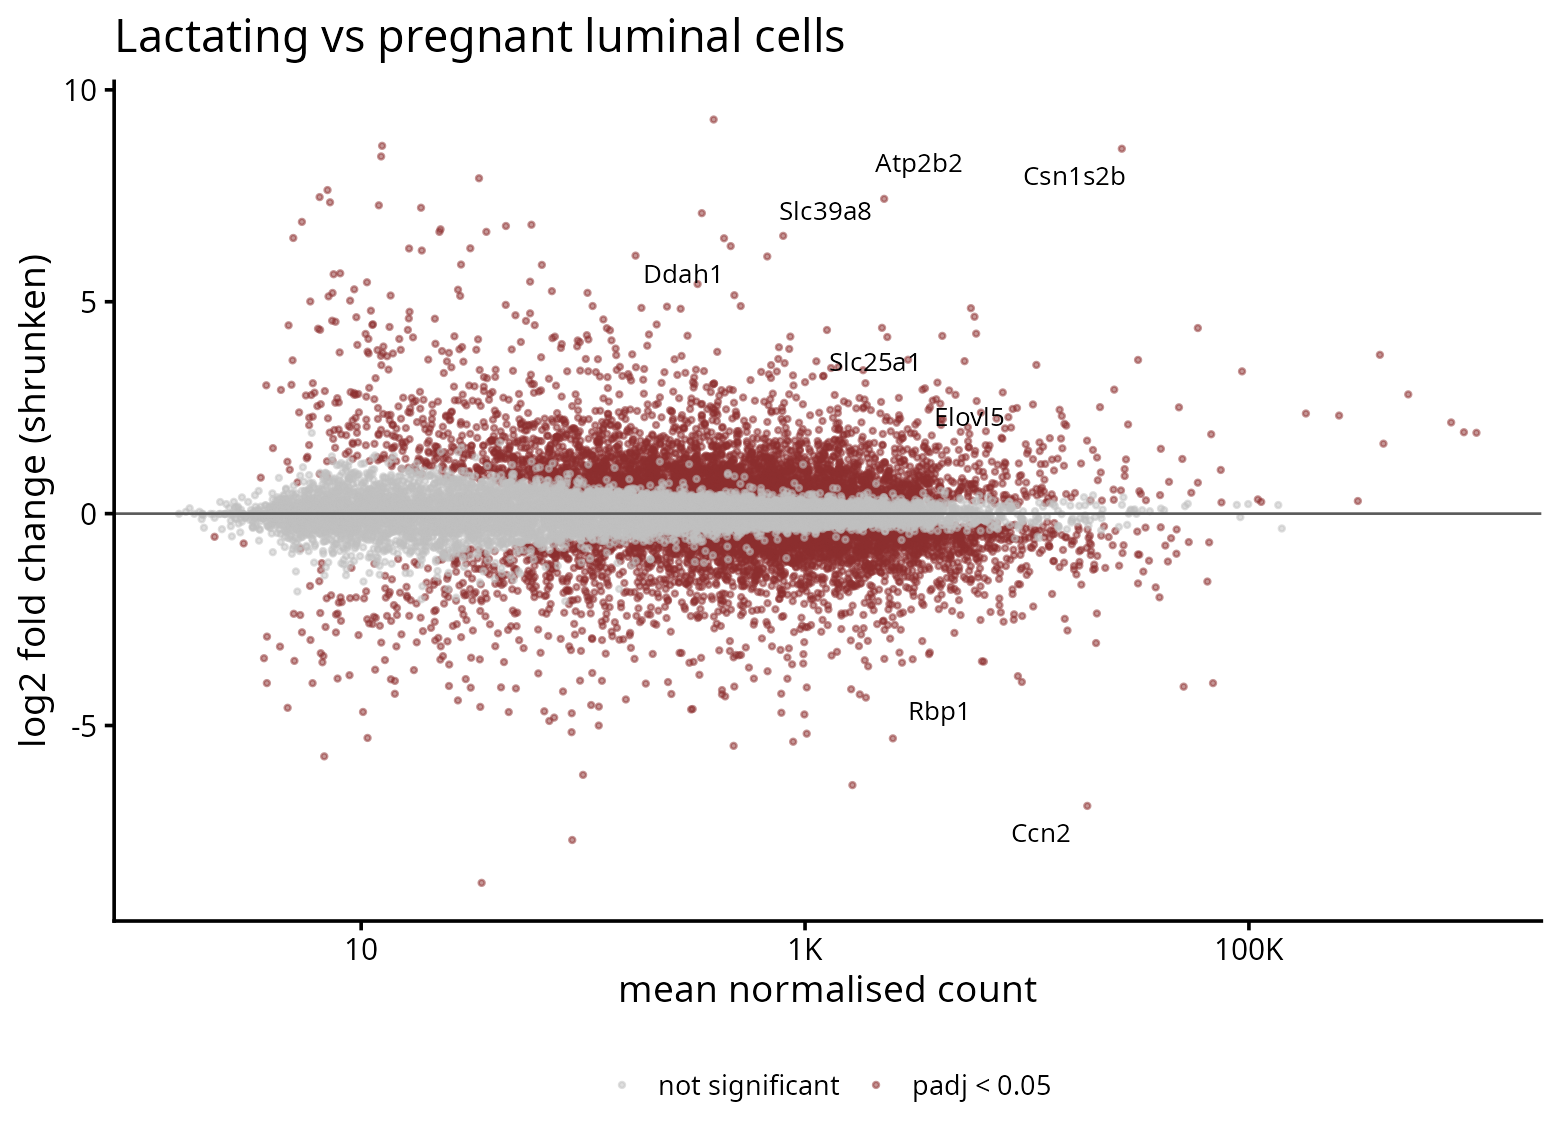 Lactating vs pregnant luminal cells
log2 fold change (shrunken)
10
5
0
-5
Atp2b2
Csn1s2b
Slc39a8
Ddah1
Slc25a1
Elovl5
Rbp1
Ccn2
10
1K
100K
mean normalised count
not significant
padj < 0.05